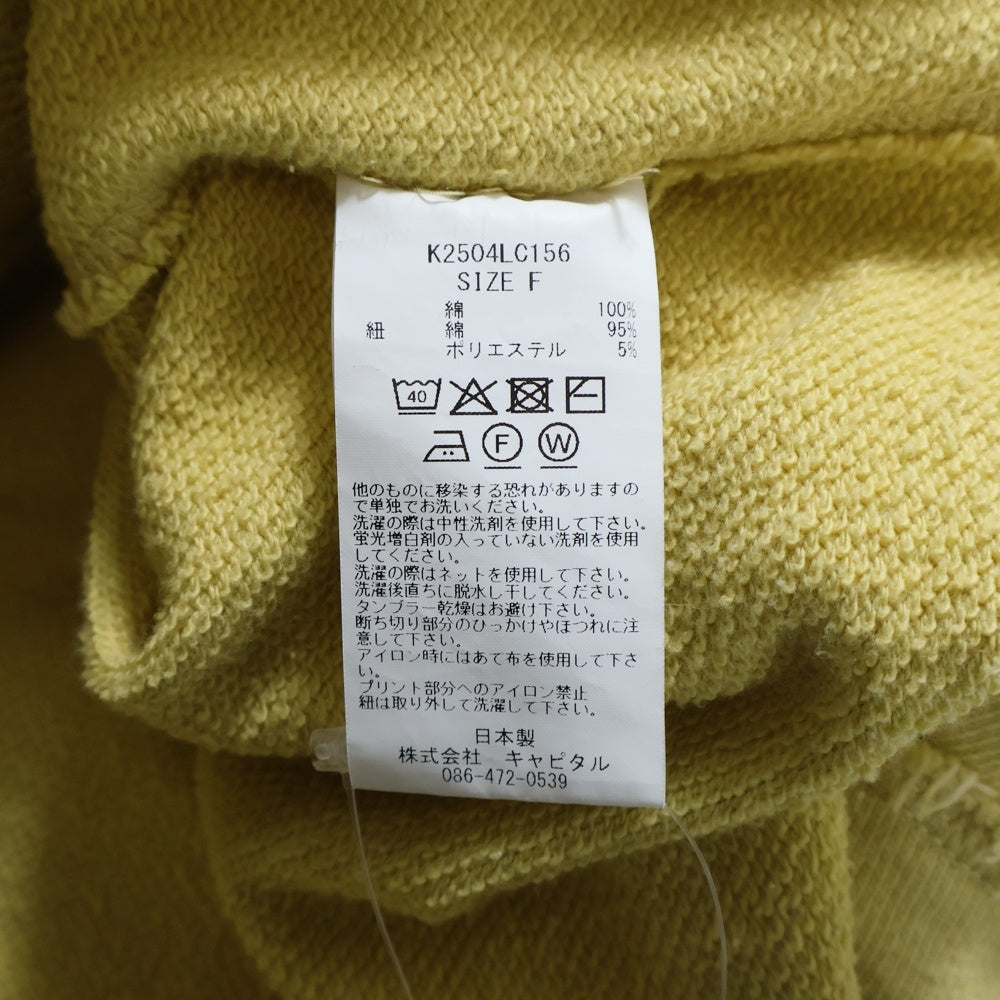 K2504LC156
SIZE F
綿 100%
紐 綿 95%
ポリエステル 5%
40
F W
他のものに移染する恐れがありますの
で単独でお洗いください。
洗濯の際は中性洗剤を使用して下さい。
蛍光増白剤の入っていない洗剤を使用
してください。
洗濯の際はネットを使用して下さい。
洗濯後直ちに脱水し干してください。
タンブラー乾燥はお避け下さい。
断ち切り部分のひっかけやほつれに注
意して下さい。
アイロン時にはあて布を使用して下さ
い。
プリント部分へのアイロン禁止
紐は取り外して洗濯して下さい。
日本製
株式会社 キャピタル
086-472-0539